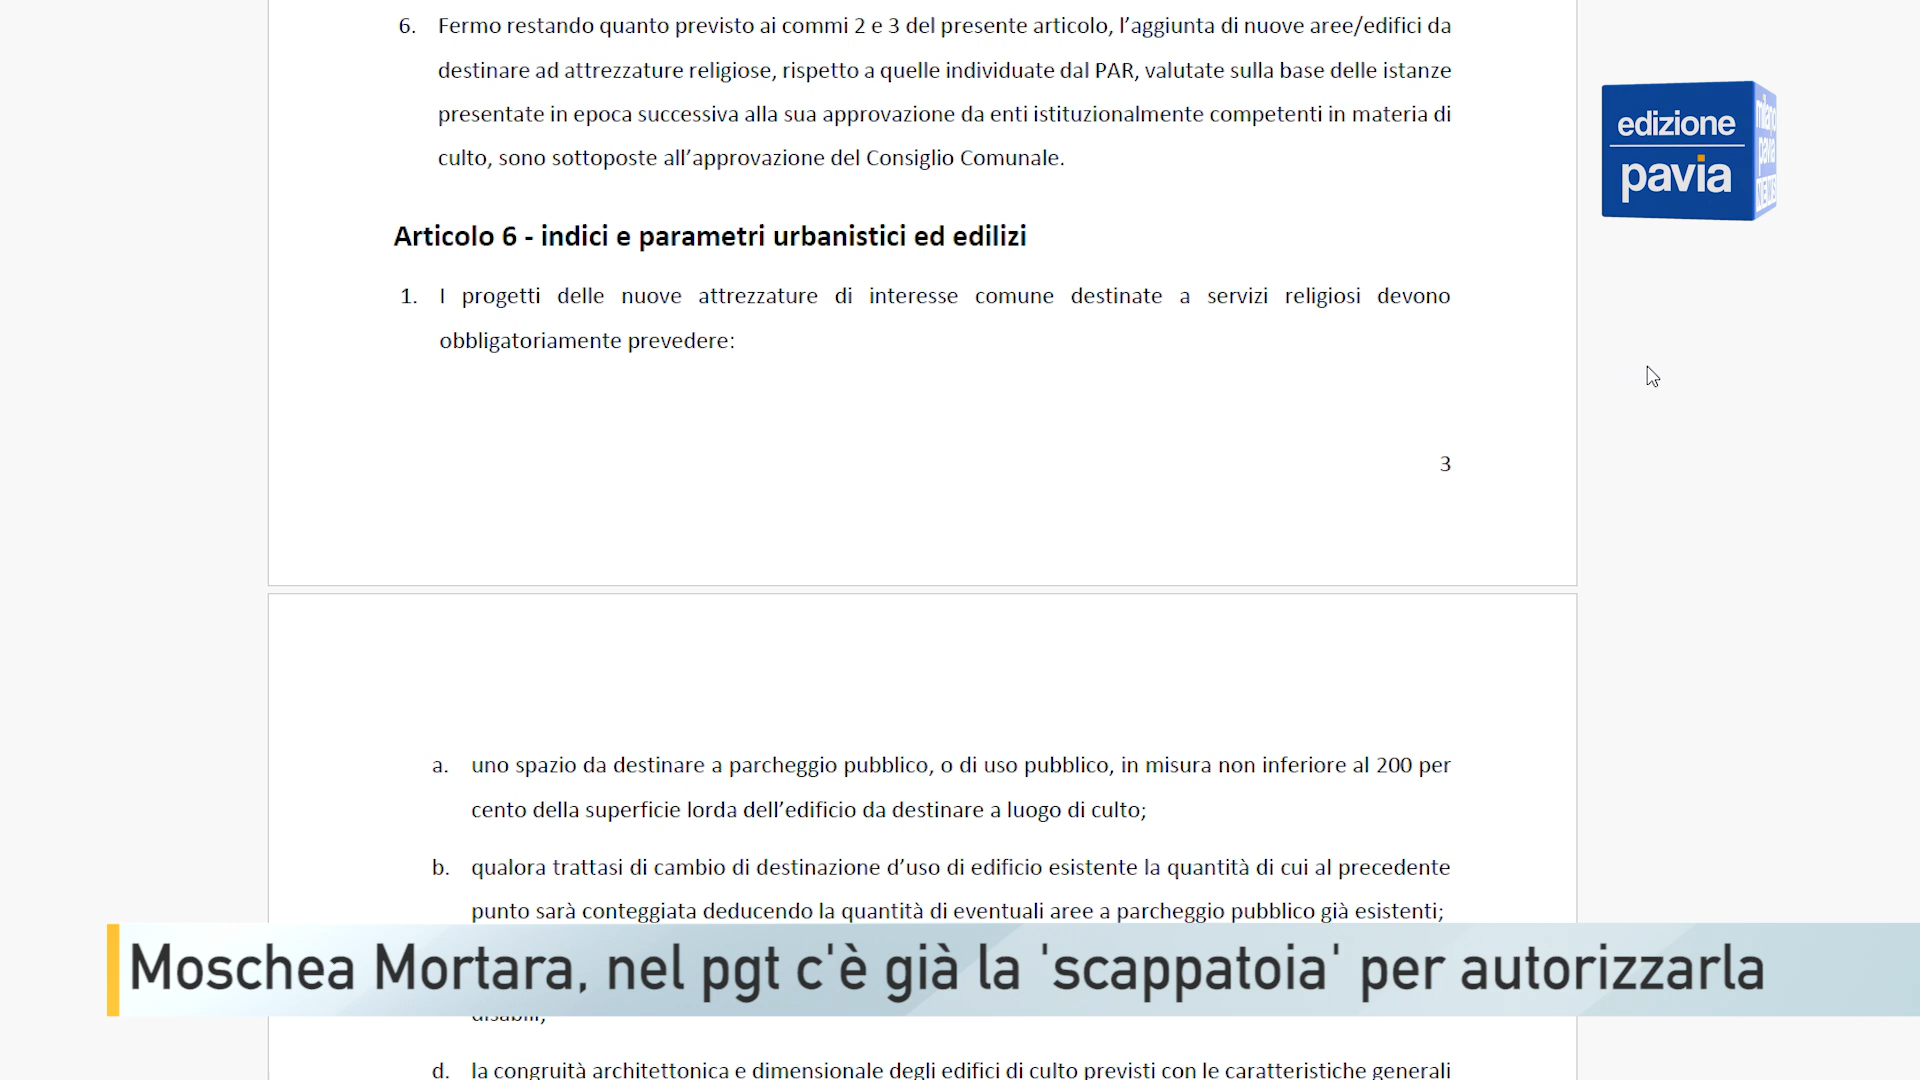 6. Fermo restando quanto previsto ai commi 2 e 3 del presente articolo, l'aggiunta di nuove aree/edifici da
destinare ad attrezzature religiose, rispetto a quelle individuate dal PAR, valutate sulla base delle istanze
presentate in epoca successiva alla sua approvazione da enti istituzionalmente competenti in materia di
culto, sono sottoposte all'approvazione del Consiglio Comunale.
edizione
pavia
milano
pavia
NEWS
Articolo 6 - indici e parametri urbanistici ed edilizi
1. I progetti delle nuove attrezzature di interesse comune destinate a servizi religiosi devono
obbligatoriamente prevedere:
3
a. uno spazio da destinare a parcheggio pubblico, o di uso pubblico, in misura non inferiore al 200 per
cento della superficie lorda dell'edificio da destinare a luogo di culto;
b. qualora trattasi di cambio di destinazione d'uso di edificio esistente la quantità di cui al precedente
punto sarà conteggiata deducendo la quantità di eventuali aree a parcheggio pubblico già esistenti;
Moschea Mortara, nel pgt c'è già la 'scappatoia' per autorizzarla
disabili;
d. la congruità architettonica e dimensionale degli edifici di culto previsti con le caratteristiche generali